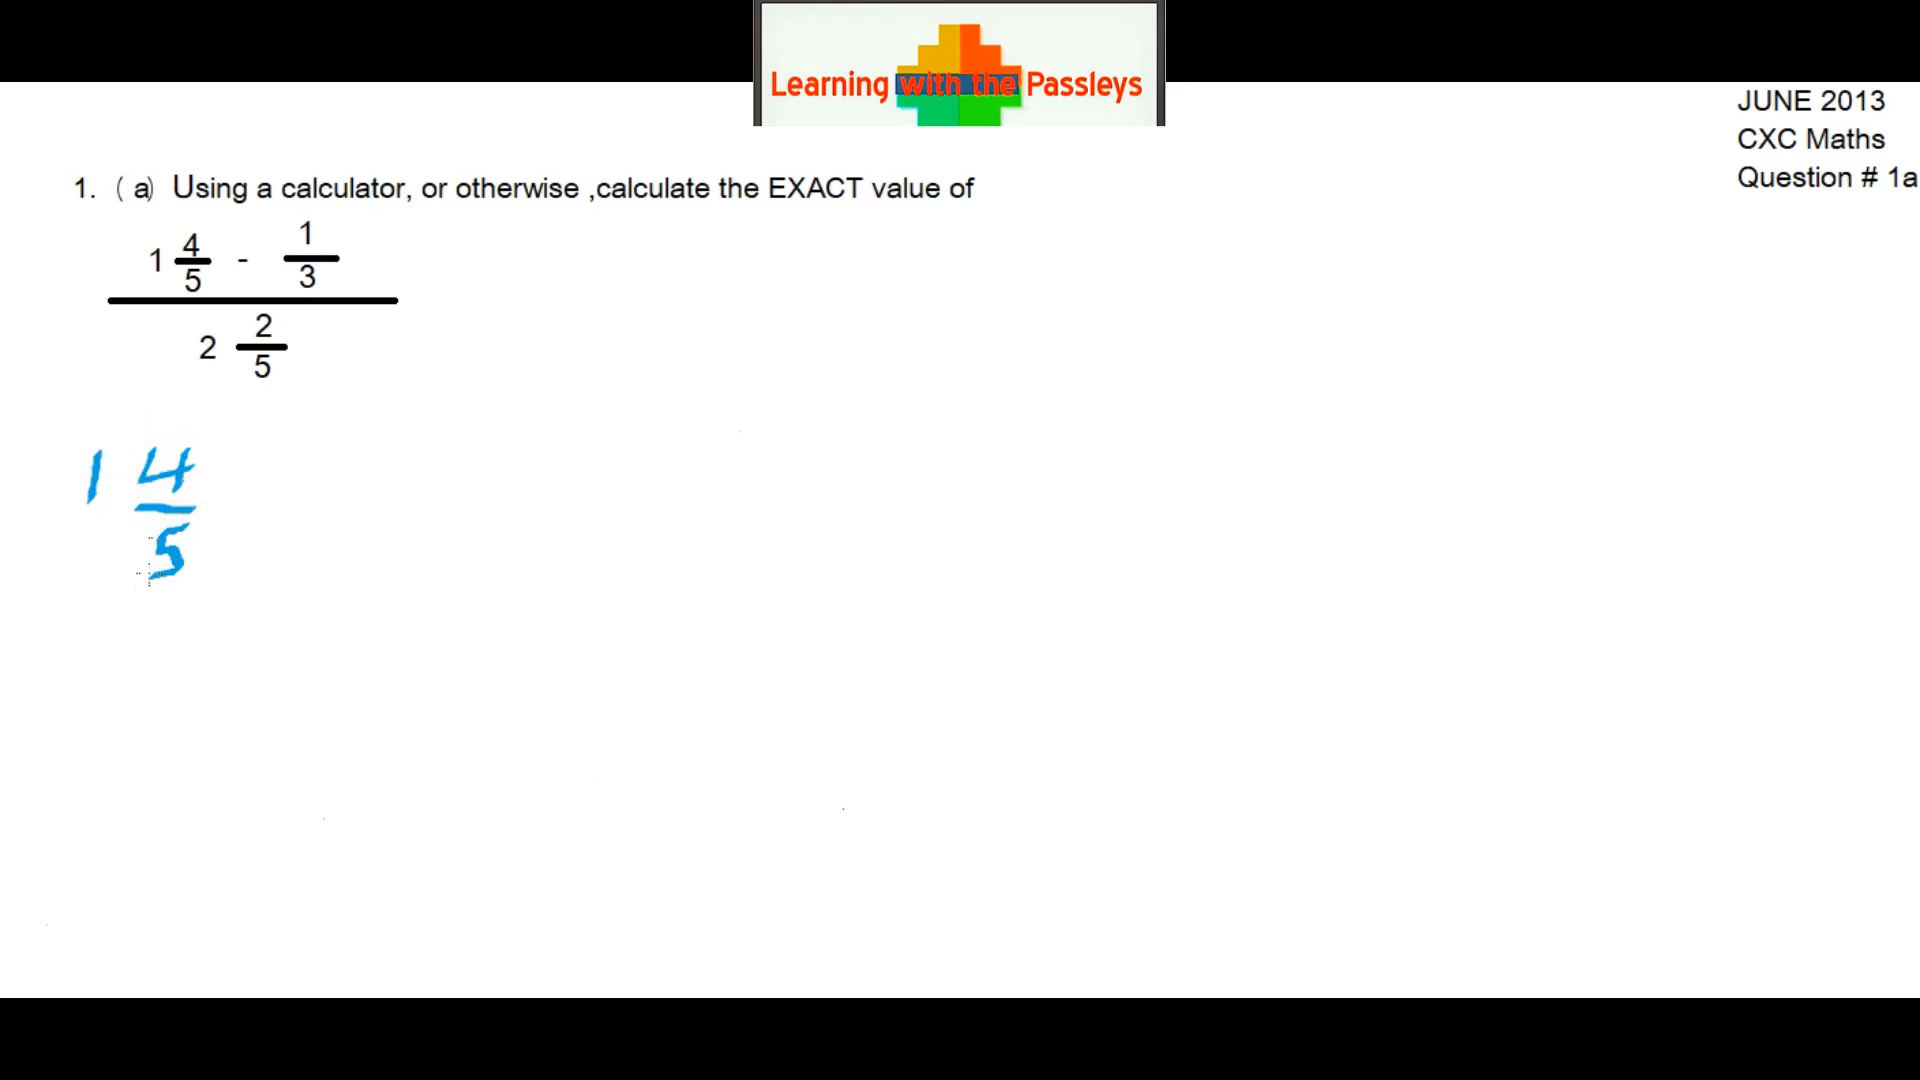 Learning with the Passleys
JUNE 2013
CXC Maths
Question # 1a
1. ( a) Using a calculator, or otherwise ,calculate the EXACT value of
1 4/5 - 1/3
2 2/5
1 4/5